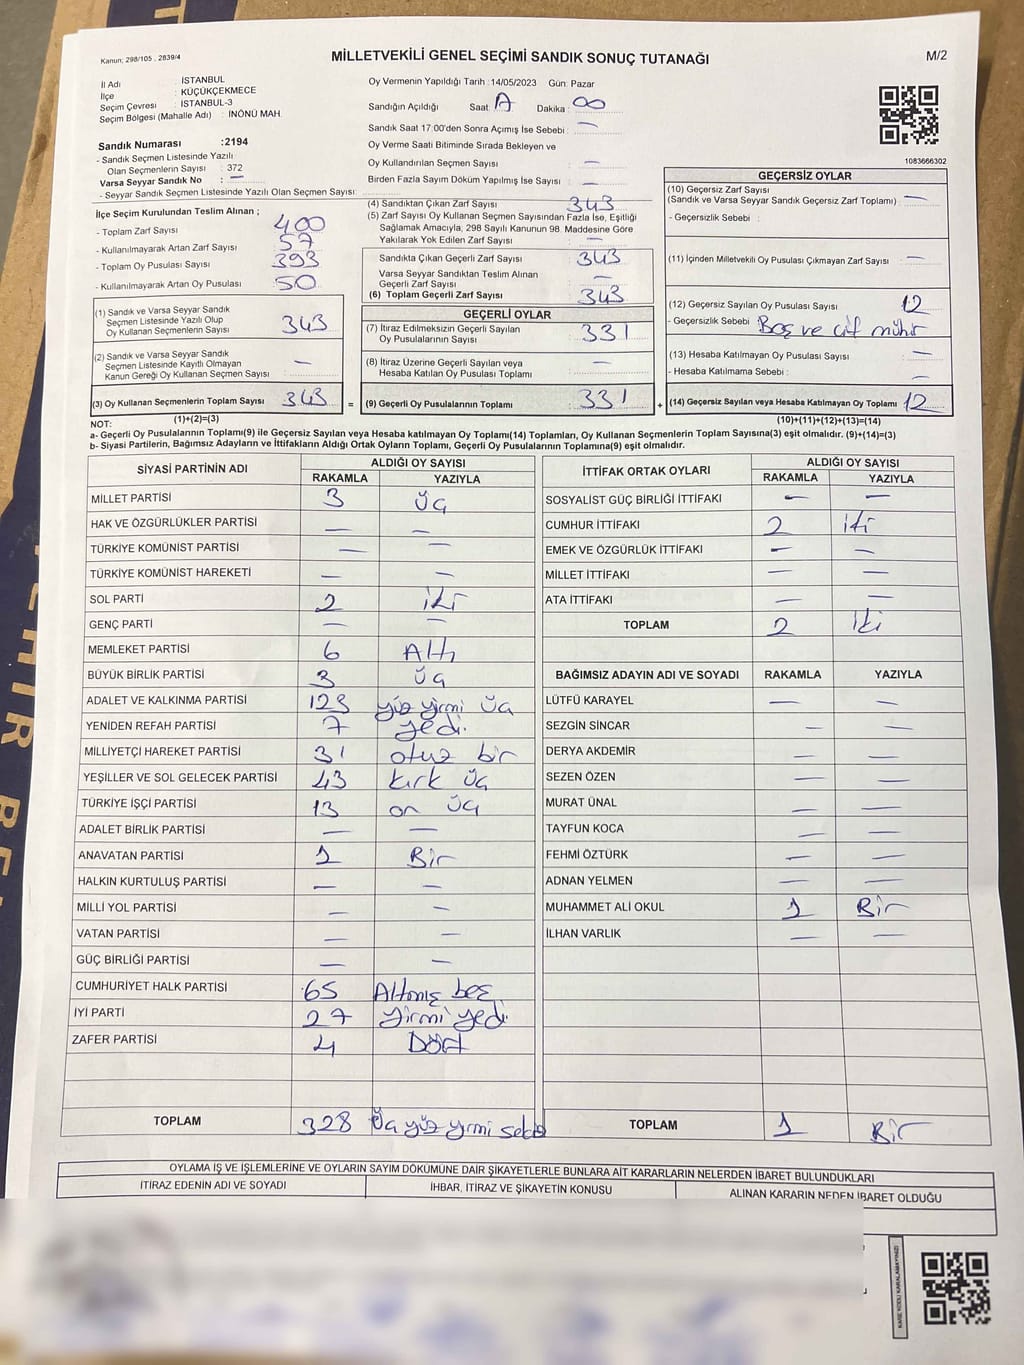 Kanun; 298/105 , 2839/4
MİLLETVEKİLİ GENEL SEÇİMİ SANDIK SONUÇ TUTANAĞI
M/2
İl Adı : İSTANBUL
İlçe : KÜÇÜKÇEKMECE
Seçim Çevresi : İSTANBUL-3
Seçim Bölgesi (Mahalle Adı) : İNÖNÜ MAH.
Sandık Numarası :2194
- Sandık Seçmen Listesinde Yazılı
Olan Seçmenlerin Sayısı : 372
Varsa Seyyar Sandık No : —
- Seyyar Sandık Seçmen Listesinde Yazılı Olan Seçmen Sayısı:
Oy Vermenin Yapıldığı Tarih :14/05/2023 Gün: Pazar
Sandığın Açıldığı Saat Dakika : 00
Sandık Saat 17:00'den Sonra Açımış İse Sebebi : —
Oy Verme Saati Bitiminde Sırada Bekleyen ve
Oy Kullandırılan Seçmen Sayısı : —
Birden Fazla Sayım Döküm Yapılmış İse Sayısı : —
1083666302
İlçe Seçim Kurulundan Teslim Alınan ;
- Toplam Zarf Sayısı : 400
- Kullanılmayarak Artan Zarf Sayısı : 57
- Toplam Oy Pusulası Sayısı : 393
- Kullanılmayarak Artan Oy Pusulası : 50
(1) Sandık ve Varsa Seyyar Sandık
Seçmen Listesinde Yazılı Olup
Oy Kullanan Seçmenlerin Sayısı : 343
(2) Sandık ve Varsa Seyyar Sandık
Seçmen Listesinde Kayıtlı Olmayan
Kanun Gereği Oy Kullanan Seçmen Sayısı : —
(3) Oy Kullanan Seçmenlerin Toplam Sayısı : 343 =
(1)+(2)=(3)
(4) Sandıktan Çıkan Zarf Sayısı : 343
(5) Zarf Sayısı Oy Kullanan Seçmen Sayısından Fazla İse, Eşitliği
Sağlamak Amacıyla, 298 Sayılı Kanunun 98. Maddesine Göre
Yakılarak Yok Edilen Zarf Sayısı : —
Sandıkta Çıkan Geçerli Zarf Sayısı : 343
Varsa Seyyar Sandıktan Teslim Alınan
Geçerli Zarf Sayısı : —
(6) Toplam Geçerli Zarf Sayısı : 343
GEÇERLİ OYLAR
(7) İtiraz Edilmeksizin Geçerli Sayılan
Oy Pusulalarının Sayısı : 331
(8) İtiraz Üzerine Geçerli Sayılan veya
Hesaba Katılan Oy Pusulası Toplamı : —
(9) Geçerli Oy Pusulalarının Toplamı : 331 +
GEÇERSİZ OYLAR
(10) Geçersiz Zarf Sayısı
(Sandık ve Varsa Seyyar Sandık Geçersiz Zarf Toplamı) : —
- Geçersizlik Sebebi :
(11) İçinden Milletvekili Oy Pusulası Çıkmayan Zarf Sayısı : —
(12) Geçersiz Sayılan Oy Pusulası Sayısı : 12
- Geçersizlik Sebebi : Boş ve çift mühür
(13) Hesaba Katılmayan Oy Pusulası Sayısı : —
- Hesaba Katılmama Sebebi : —
(14) Geçersiz Sayılan veya Hesaba Katılmayan Oy Toplamı : 12
(10)+(11)+(12)+(13)=(14)
NOT:
a- Geçerli Oy Pusulalarının Toplamı(9) ile Geçersiz Sayılan veya Hesaba katılmayan Oy Toplamı(14) Toplamları, Oy Kullanan Seçmenlerin Toplam Sayısına(3) eşit olmalıdır. (9)+(14)=(3)
b- Siyasi Partilerin, Bağımsız Adayların ve İttifakların Aldığı Ortak Oyların Toplamı, Geçerli Oy Pusulalarının Toplamına(9) eşit olmalıdır.
SİYASİ PARTİNİN ADI ALDIĞI OY SAYISI
RAKAMLA YAZIYLA
MİLLET PARTİSİ 3 Üç
HAK VE ÖZGÜRLÜKLER PARTİSİ — —
TÜRKİYE KOMÜNİST PARTİSİ — —
TÜRKİYE KOMÜNİST HAREKETİ — —
SOL PARTİ 2 iki
GENÇ PARTİ — —
MEMLEKET PARTİSİ 6 Altı
BÜYÜK BİRLİK PARTİSİ 3 Üç
ADALET VE KALKINMA PARTİSİ 123 yüz yirmi Üç
YENİDEN REFAH PARTİSİ 7 yedi.
MİLLİYETÇİ HAREKET PARTİSİ 31 otuz bir
YEŞİLLER VE SOL GELECEK PARTİSİ 43 kırk üç
TÜRKİYE İŞÇİ PARTİSİ 13 on üç
ADALET BİRLİK PARTİSİ — —
ANAVATAN PARTİSİ 1 Bir
HALKIN KURTULUŞ PARTİSİ — —
MİLLİ YOL PARTİSİ — —
VATAN PARTİSİ — —
GÜÇ BİRLİĞİ PARTİSİ — —
CUMHURİYET HALK PARTİSİ 65 Altmış beş
İYİ PARTİ 27 yirmi yedi
ZAFER PARTİSİ 4 Dört
TOPLAM 328 Üç yüz yirmi sekiz
İTTİFAK ORTAK OYLARI ALDIĞI OY SAYISI
RAKAMLA YAZIYLA
SOSYALİST GÜÇ BİRLİĞİ İTTİFAKI — —
CUMHUR İTTİFAKI 2 iki
EMEK VE ÖZGÜRLÜK İTTİFAKI — —
MİLLET İTTİFAKI — —
ATA İTTİFAKI — —
TOPLAM 2 İki
BAĞIMSIZ ADAYIN ADI VE SOYADI RAKAMLA YAZIYLA
LÜTFÜ KARAYEL — —
SEZGİN SİNCAR — —
DERYA AKDEMİR — —
SEZEN ÖZEN — —
MURAT ÜNAL — —
TAYFUN KOCA — —
FEHMİ ÖZTÜRK — —
ADNAN YELMEN — —
MUHAMMET ALİ OKUL 1 Bir
İLHAN VARLIK — —
TOPLAM 1 Bir
OYLAMA İŞ VE İŞLEMLERİNE VE OYLARIN SAYIM DÖKÜMÜNE DAİR ŞİKAYETLERLE BUNLARA AİT KARARLARIN NELERDEN İBARET BULUNDUKLARI
İTİRAZ EDENİN ADI VE SOYADI İHBAR, İTİRAZ VE ŞİKAYETİN KONUSU ALINAN KARARIN NEDEN İBARET OLDUĞU
KARE KODU KARALAMAYINIZ!